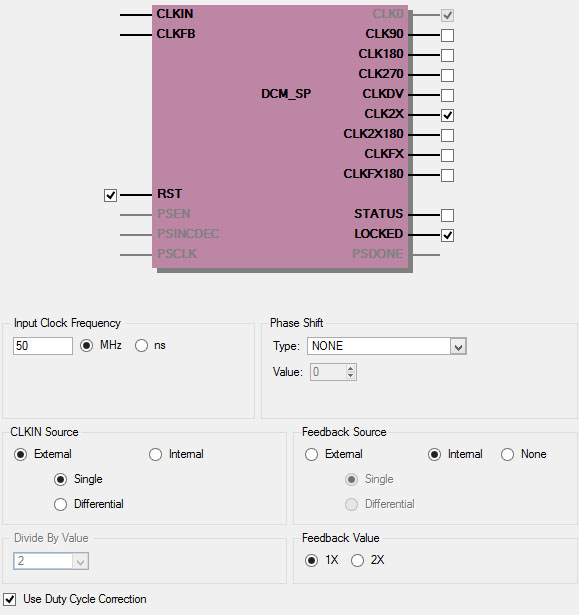 CLKIN CLK0
CLKFB CLK90
CLK180
CLK270
DCM_SP CLKDV
CLK2X
CLK2X180
CLKFX
CLKFX180
RST
PSEN STATUS
PSINCDEC LOCKED
PSCLK PSDONE
Input Clock Frequency
50 MHz ns
Phase Shift
Type: NONE
Value: 0
CLKIN Source
External Internal
Single
Differential
Feedback Source
External Internal None
Single
Differential
Divide By Value
2
Feedback Value
1X 2X
Use Duty Cycle Correction